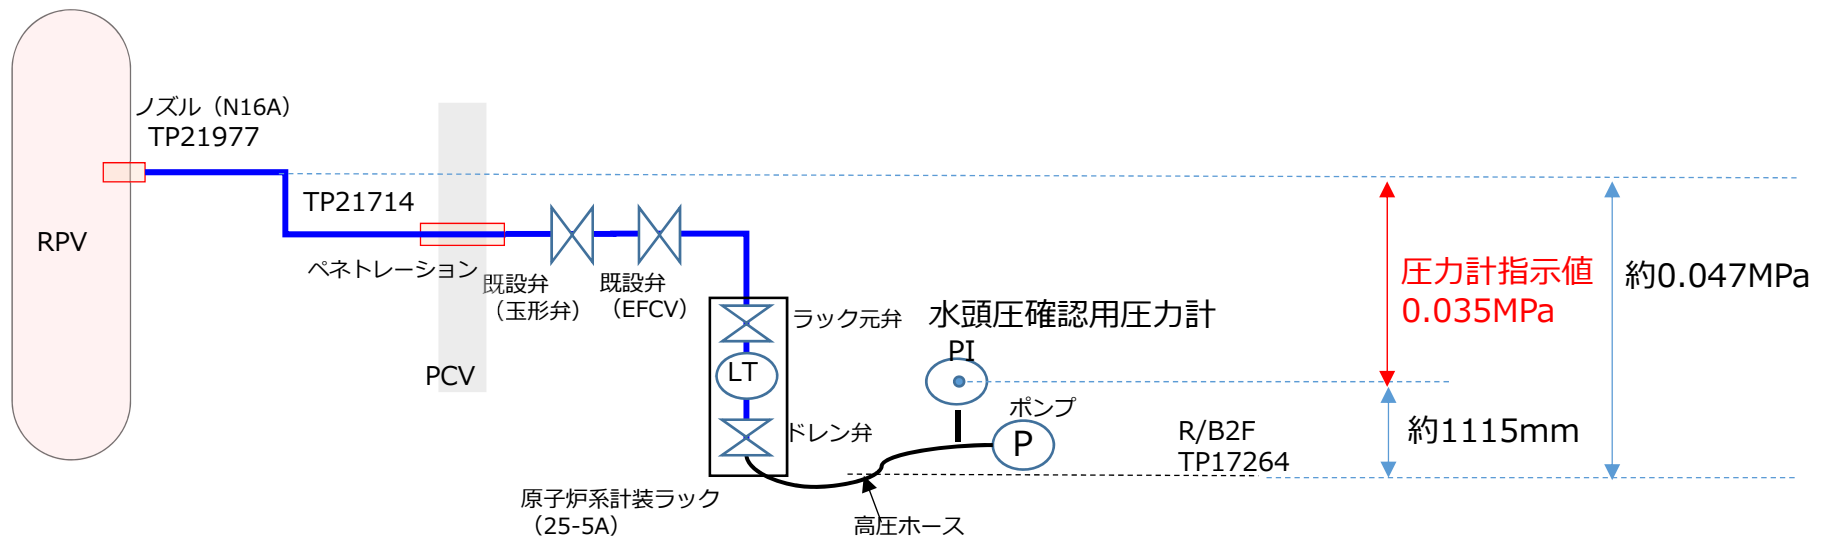 ノズル（N16A）
TP21977
TP21714
RPV
ペネトレーション
既設弁
（玉形弁）
既設弁
（EFCV）
PCV
ラック元弁
LT
ドレン弁
原子炉系計装ラック
（25-5A）
水頭圧確認用圧力計
PI
ポンプ
P
高圧ホース
R/B2F
TP17264
圧力計指示値
0.035MPa
約0.047MPa
約1115mm